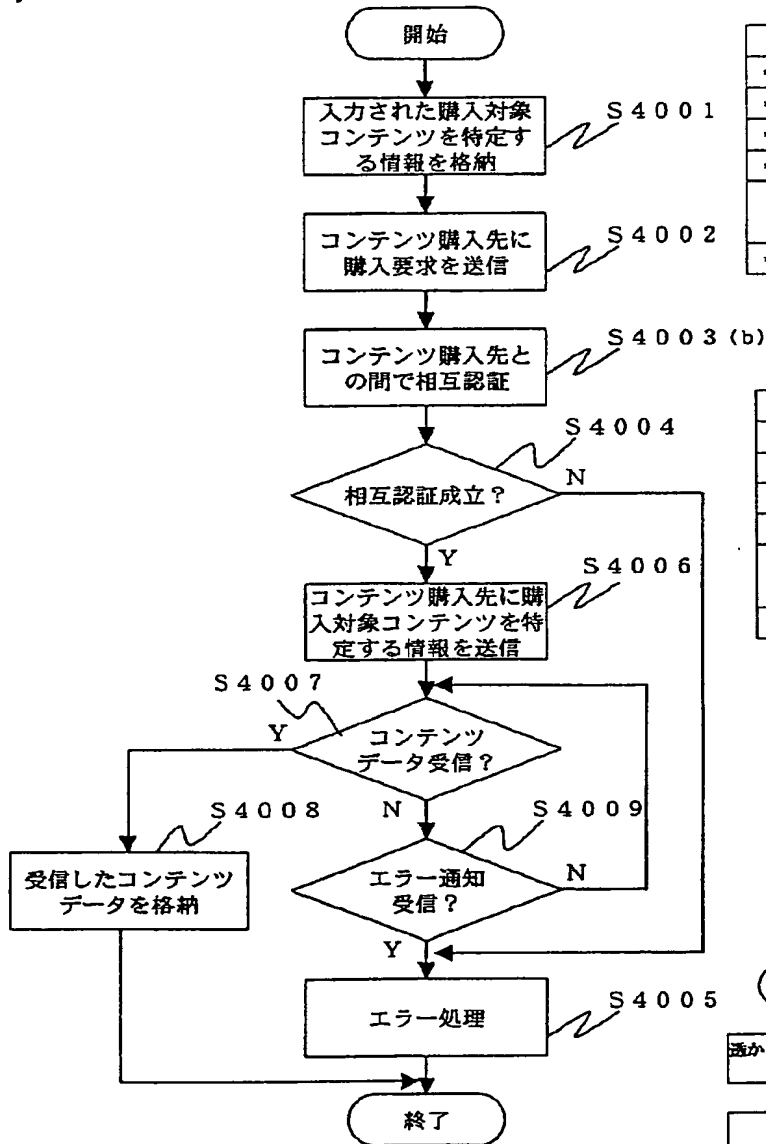 開始
入力された購入対象
コンテンツを特定す
る情報を格納
S4001
コンテンツ購入先に
購入要求を送信
S4002
コンテンツ購入先と
の間で相互認証
S4003
(b)
S4004
相互認証成立？
N
Y
S4006
コンテンツ購入先に購
入対象コンテンツを特
定する情報を送信
S4007
Y
コンテンツ
データ受信？
N
S4008
受信したコンテンツ
データを格納
S4009
エラー通知
受信？
N
Y
エラー処理
S4005
透か
終了